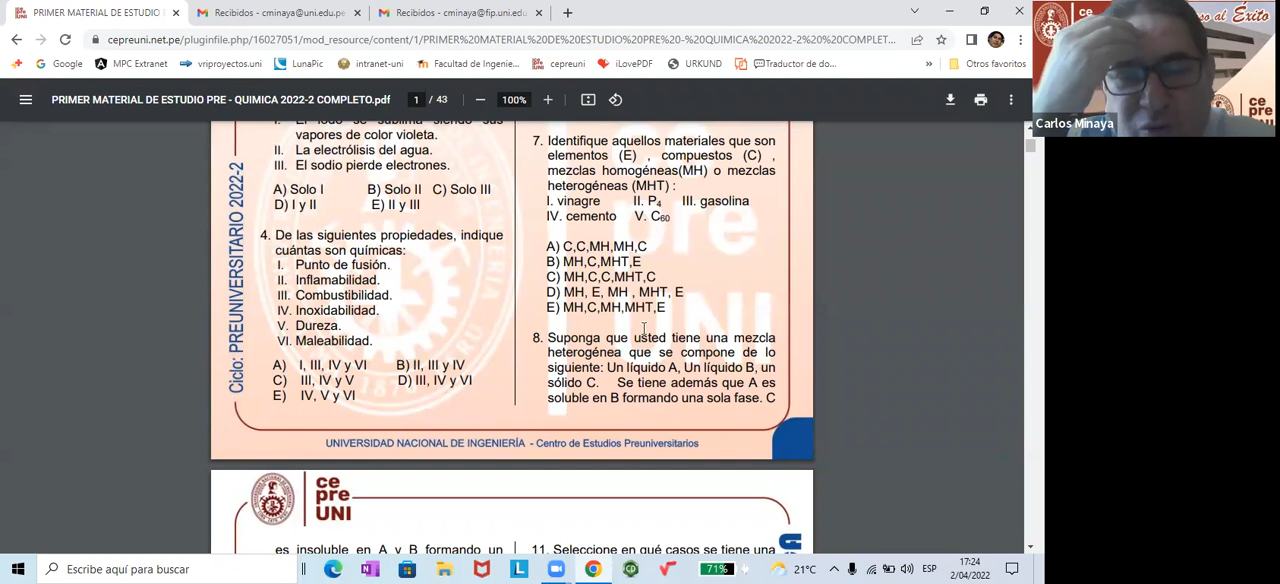 PRIMER MATERIAL DE ESTUDIO
Recibidos - cminaya@uni.edu.pe
Recibidos - cminaya@fip.uni.edu
cepreuni.net.pe/pluginfile.php/16027051/mod_resource/content/1/PRIMER%20MATERIAL%20DE%20ESTUDIO%20PRE%20-%20QUIMICA%202022-2%20%20COMPLET...
Google
MPC Extranet
vriproyectos.uni
LunaPic
intranet-uni
Facultad de Ingenie...
cepreuni
iLovePDF
URKUND
Traductor de do...
»
Otros favoritos
PRIMER MATERIAL DE ESTUDIO PRE - QUIMICA 2022-2 COMPLETO.pdf
1 / 43
100%
so al Éxito
ce
pre
Carlos Minaya
Ciclo: PREUNIVERSITARIO 2022-2
I. El iodo se sublima siendo sus
vapores de color violeta.
II. La electrólisis del agua.
III. El sodio pierde electrones.
A) Solo I B) Solo II C) Solo III
D) I y II E) II y III
4. De las siguientes propiedades, indique
cuántas son químicas:
I. Punto de fusión.
II. Inflamabilidad.
III. Combustibilidad.
IV. Inoxidabilidad.
V. Dureza.
VI. Maleabilidad.
A) I, III, IV y VI B) II, III y IV
C) III, IV y V D) III, IV y VI
E) IV, V y VI
7. Identifique aquellos materiales que son
elementos (E) , compuestos (C) ,
mezclas homogéneas(MH) o mezclas
heterogéneas (MHT) :
I. vinagre II. P₄ III. gasolina
IV. cemento V. C₆₀
A) C,C,MH,MH,C
B) MH,C,MHT,E
C) MH,C,C,MHT,C
D) MH, E, MH , MHT, E
E) MH,C,MH,MHT,E
8. Suponga que usted tiene una mezcla
heterogénea que se compone de lo
siguiente: Un líquido A, Un líquido B, un
sólido C. Se tiene además que A es
soluble en B formando una sola fase. C
UNIVERSIDAD NACIONAL DE INGENIERÍA - Centro de Estudios Preuniversitarios
ce
pre
UNI
es insoluble en A y B formando un
11. Seleccione en qué casos se tiene una
Escribe aquí para buscar
71%
21°C
ESP
17:24
2/04/2022